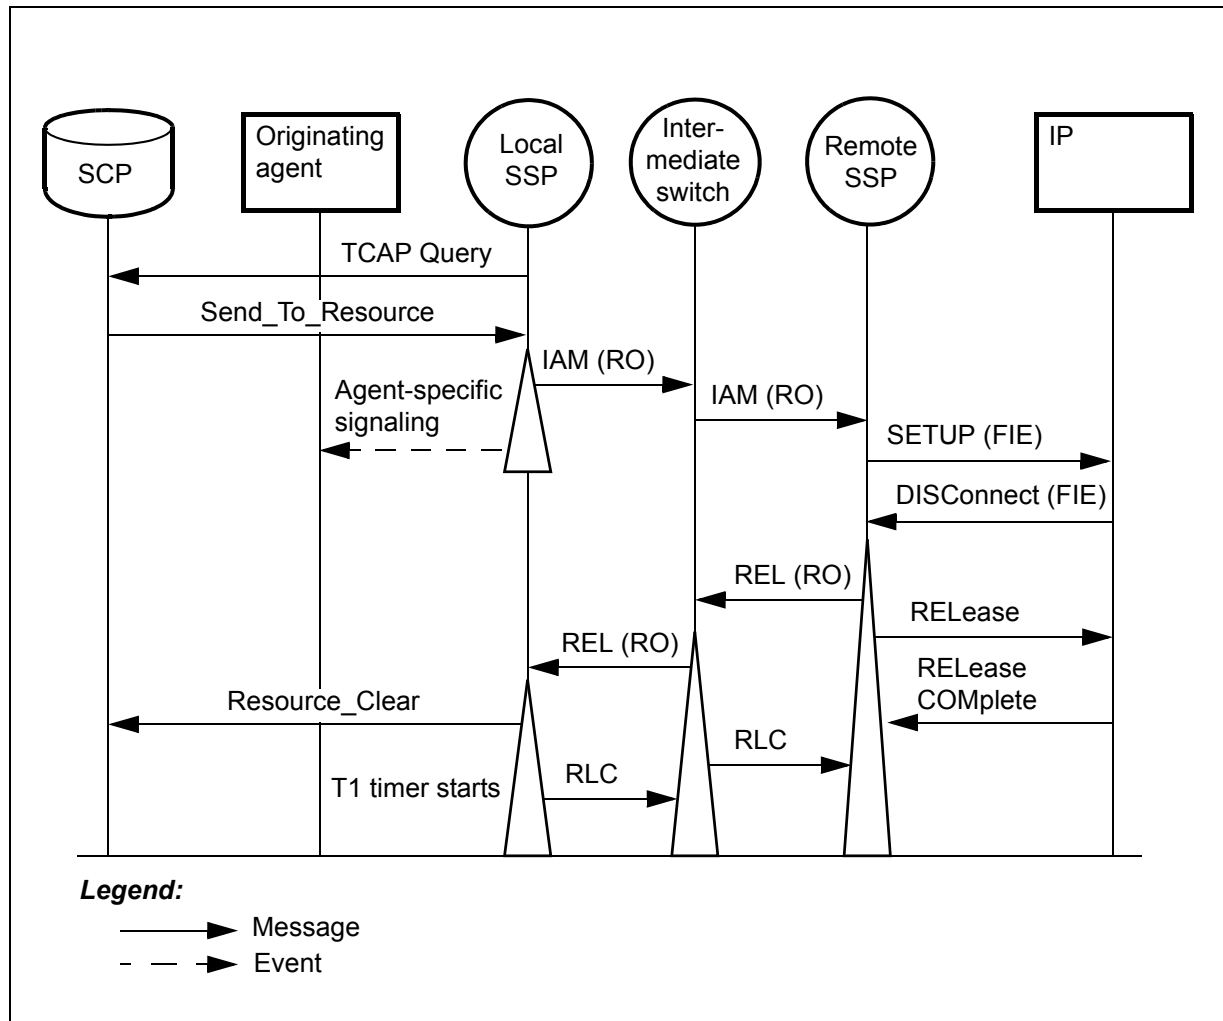 SCP
Originating
agent
Local
SSP
Inter-
mediate
switch
Remote
SSP
IP
TCAP Query
Send_To_Resource
IAM (RO)
Agent-specific
signaling
IAM (RO)
SETUP (FIE)
DISConnect (FIE)
REL (RO)
RELease
REL (RO)
RELease
COMplete
Resource_Clear
RLC
T1 timer starts
RLC
Legend:
Message
Event